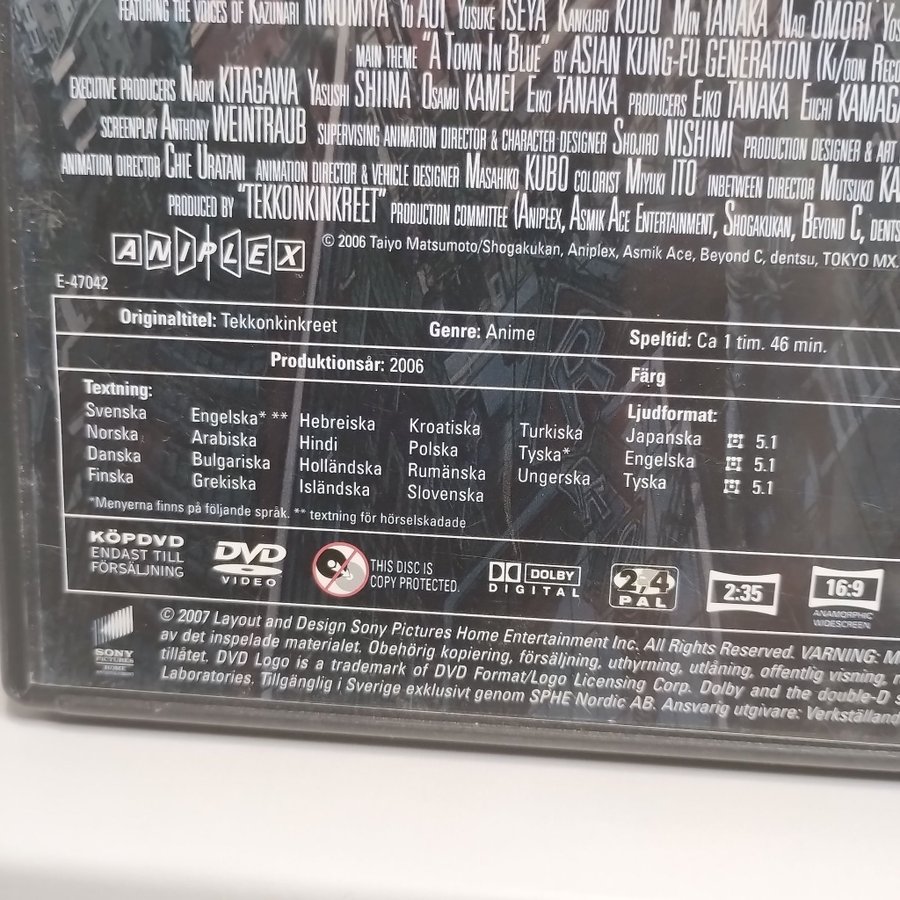 FEATURING THE VOICES OF KAZUNARI NINOMIYA YU AOI YUSUKE ISEYA KANKURO KUDO MIN TANAKA NAO OMORI
MAIN THEME "A TOWN IN BLUE" BY ASIAN KUNG-FU GENERATION (KI/OON
EXECUTIVE PRODUCERS NAOKI KITAGAWA YASUSHI SHIINA OSAMU KAMEI EIKO TANAKA PRODUCERS EIKO TANAKA EIICHI
SCREENPLAY ANTHONY WEINTRAUB SUPERVISING ANIMATION DIRECTOR & CHARACTER DESIGNER SHOJIRO NISHIMI PRODUCTION DESIGNER & ART
ANIMATION DIRECTOR CHIE URATANI ANIMATION DIRECTOR & VEHICLE DESIGNER MASAHIKO KUBO COLORIST MIYUKI ITO INBETWEEN DIRECTOR MUTSUKO
PRODUCED BY "TEKKONKINKREET" PRODUCTION COMMITTEE (ANIPLEX, ASMIK ACE ENTERTAINMENT, SHOGAKUKAN, BEYOND C, DENTS
ANIPLEX © 2006 Taiyo Matsumoto/Shogakukan, Aniplex, Asmik Ace, Beyond C, dentsu, TOKYO MX.
E-47042
Originaltitel: Tekkonkinkreet Genre: Anime Speltid: Ca 1 tim. 46 min.
Produktionsår: 2006 Färg
Textning:
Svenska Engelska* ** Hebreiska Kroatiska Turkiska
Norska Arabiska Hindi Polska Tyska*
Danska Bulgariska Holländska Rumänska Ungerska
Finska Grekiska Isländska Slovenska
*Menyerna finns på följande språk. ** textning för hörselskadade
Ljudformat:
Japanska 5.1
Engelska 5.1
Tyska 5.1
KÖPDVD
ENDAST TILL
FÖRSÄLJNING
DVD
VIDEO
THIS DISC IS
COPY PROTECTED.
DOLBY
DIGITAL
2,4
PAL
2:35
16:9
ANAMORPHIC
WIDESCREEN
SONY
PICTURES
HOME
ENTERTAINMENT
© 2007 Layout and Design Sony Pictures Home Entertainment Inc. All Rights Reserved. VARNING: M
av det inspelade materialet. Obehörig kopiering, försäljning, uthyrning, utlåning, offentlig visning,
tillåtet. DVD Logo is a trademark of DVD Format/Logo Licensing Corp. Dolby and the double-D s
Laboratories. Tillgänglig i Sverige exklusivt genom SPHE Nordic AB. Ansvarig utgivare: Verkställand